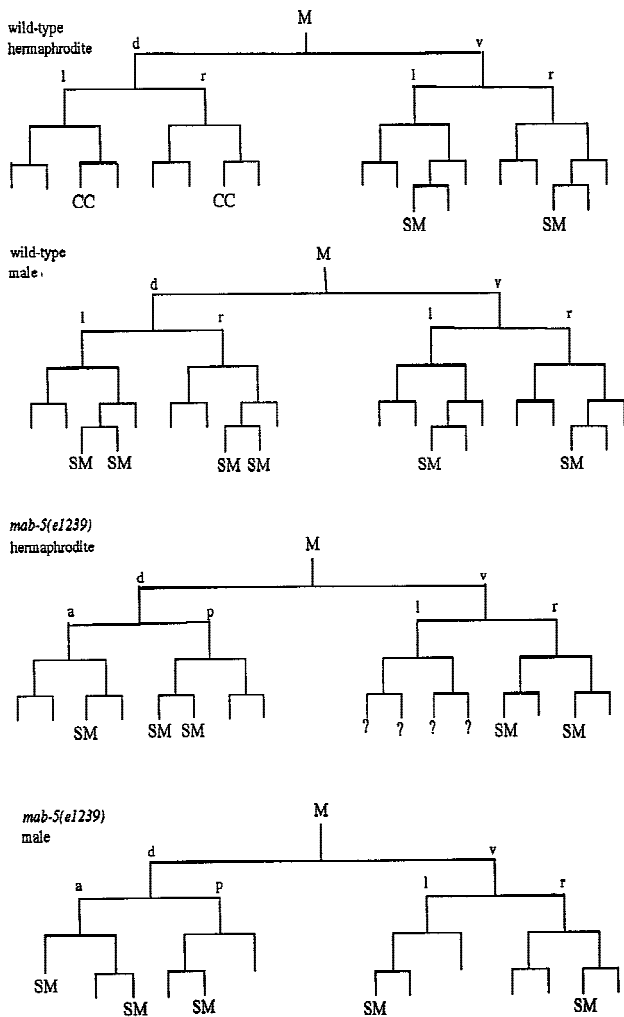 M
wild-type
hermaphrodite
d v
l r l r
CC CC
SM SM
wild-type
male
M
d v
l r l r
SM SM SM SM SM SM
mab-5(e1239)
hermaphrodite
M
d v
a p l r
SM SM SM ? ? ? ? SM SM
mab-5(e1239)
male
M
d v
a p l r
SM
SM SM SM SM